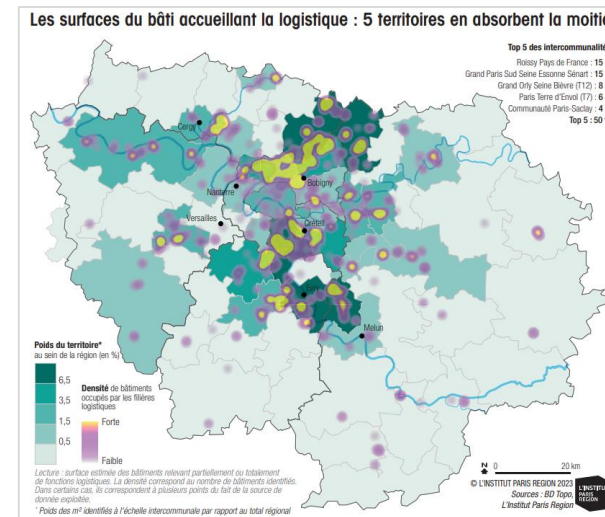 Les surfaces du bâti accueillant la logistique : 5 territoires en absorbent la moitié
Top 5 des intercommunalité
Roissy Pays de France : 15
Grand Paris Sud Seine Essonne Sénart : 15
Grand Orly Seine Bièvre (T12) : 8
Paris Terre d'Envol (T7) : 6
Communauté Paris-Saclay : 4
Top 5 : 50
Cergy
Nanterre
Bobigny
Versailles
Créteil
Melun
Poids du territoire*
au sein de la région (en %)
6,5
3,5
1,5
0,5
Densité de bâtiments
occupés par les filières
logistiques
Forte
Faible
Lecture : surface estimée des bâtiments relevant partiellement ou totalement
de fonctions logistiques. La densité correspond au nombre de bâtiments identifiés.
Dans certains cas, ils correspondent à plusieurs points du fait de la source de
donnée exploitée.
* Poids des m² identifiés à l'échelle intercommunale par rapport au total régional
N
0 20 km
© L'INSTITUT PARIS REGION 2023
Sources : BD Topo,
L'Institut Paris Region
L'INSTITUT
PARIS
REGION